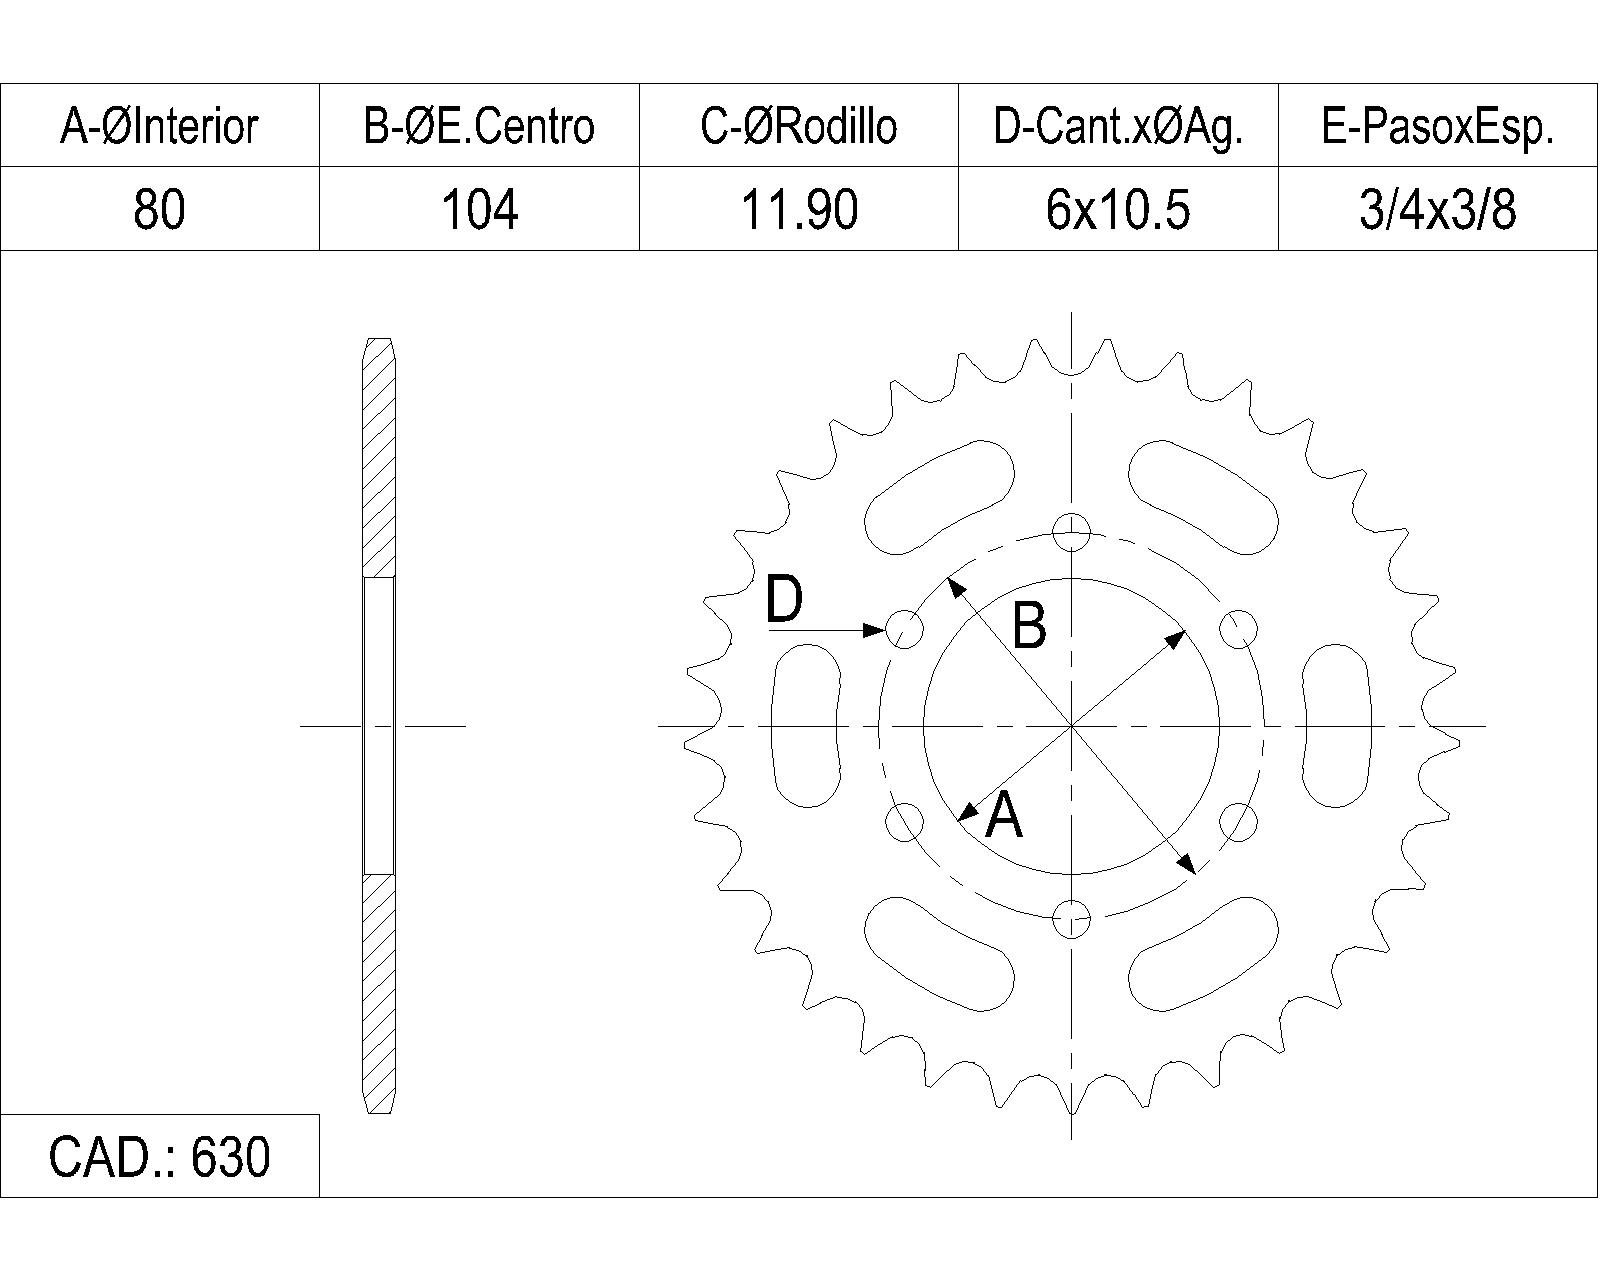 A-ØInterior B-ØE.Centro C-ØRodillo D-Cant.xØAg. E-PasoxEsp.
80 104 11.90 6x10.5 3/4x3/8
D
B
A
CAD.: 630